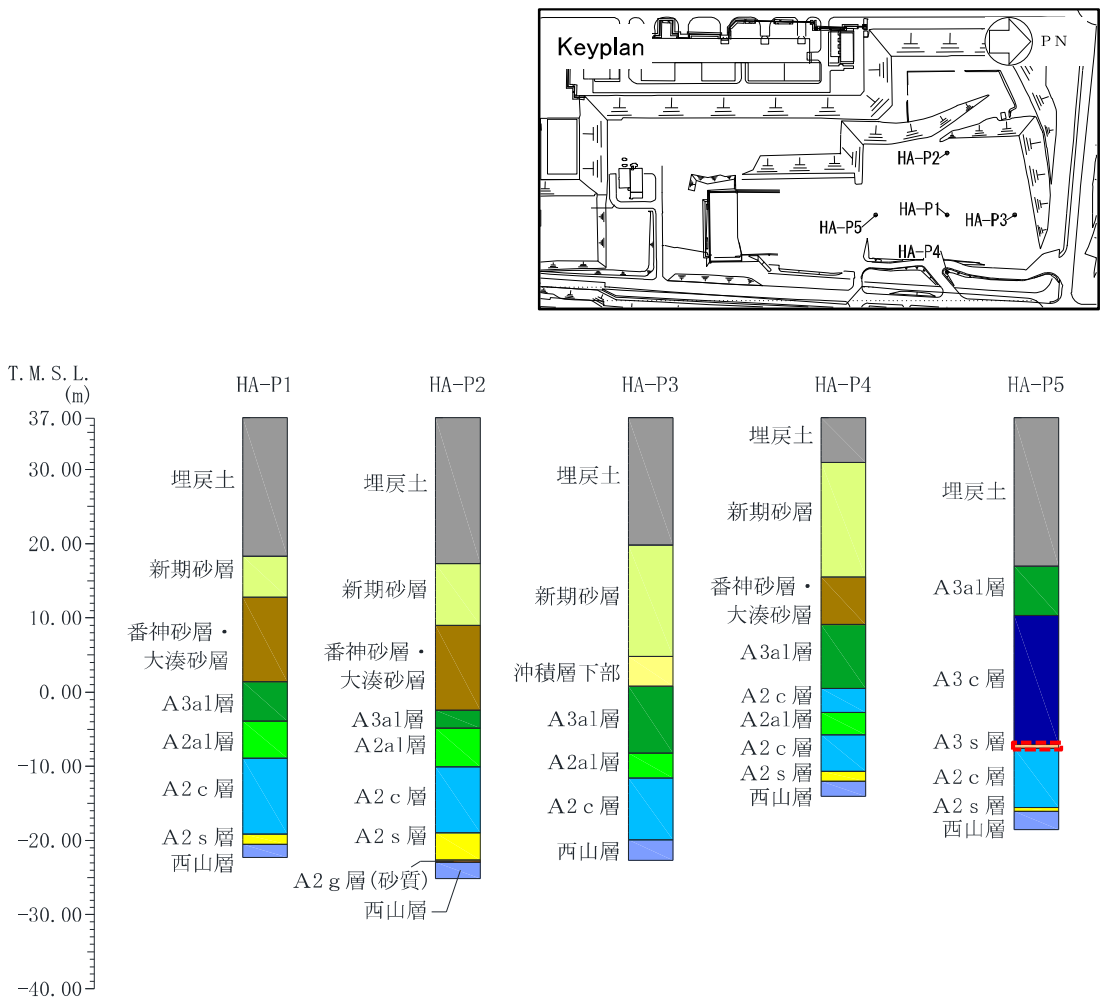 Keyplan
PN
HA-P2
HA-P5
HA-P1
HA-P3
HA-P4
T.M.S.L.
(m)
37.00
30.00
20.00
10.00
0.00
-10.00
-20.00
-30.00
-40.00
HA-P1
埋戻土
新期砂層
番神砂層・
大湊砂層
A3al層
A2al層
A2c層
A2s層
西山層
HA-P2
埋戻土
新期砂層
番神砂層・
大湊砂層
A3al層
A2al層
A2c層
A2s層
A2g層(砂質)
西山層
HA-P3
埋戻土
新期砂層
沖積層下部
A3al層
A2al層
A2c層
西山層
HA-P4
埋戻土
新期砂層
番神砂層・
大湊砂層
A3al層
A2c層
A2al層
A2c層
A2s層
西山層
HA-P5
埋戻土
A3al層
A3c層
A3s層
A2c層
A2s層
西山層